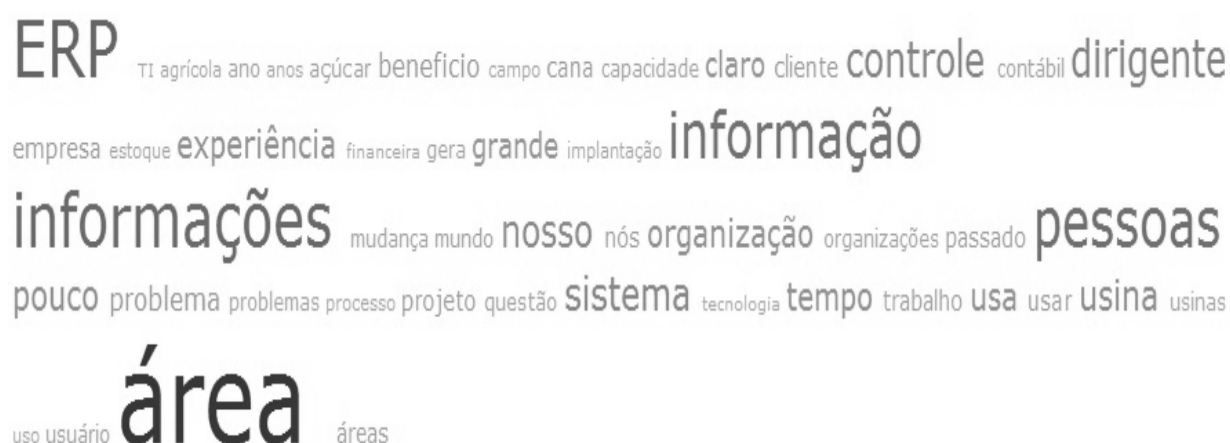 ERP TI agrícola ano anos açúcar beneficio campo cana capacidade claro cliente controle contábil dirigente
empresa estoque experiência financeira gera grande implantação informação
informações mudança mundo nosso nós organização organizações passado pessoas
pouco problema problemas processo projeto questão sistema tecnologia tempo trabalho usa usar usina usinas
uso usuário área áreas